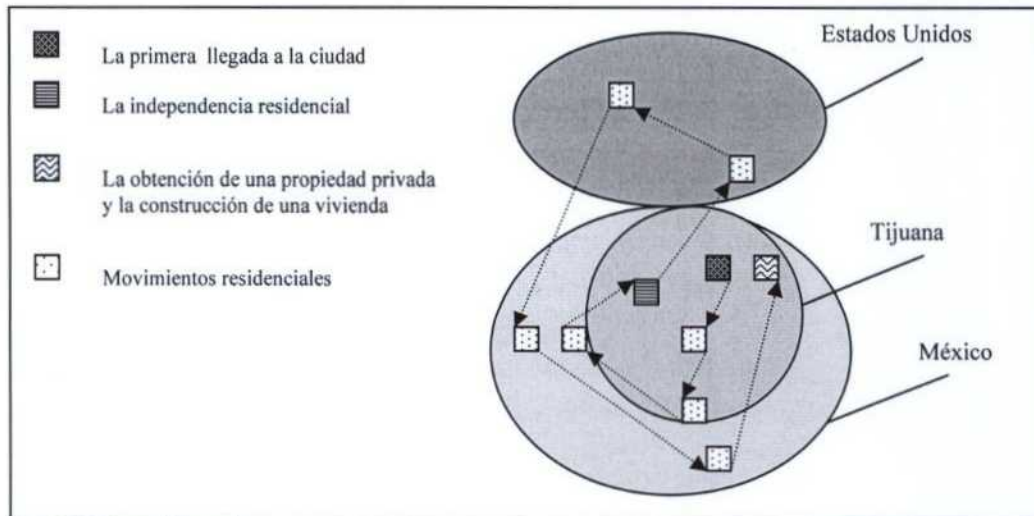 La primera llegada a la ciudad
La independencia residencial
La obtención de una propiedad privada
y la construcción de una vivienda
Movimientos residenciales
Estados Unidos
Tijuana
México